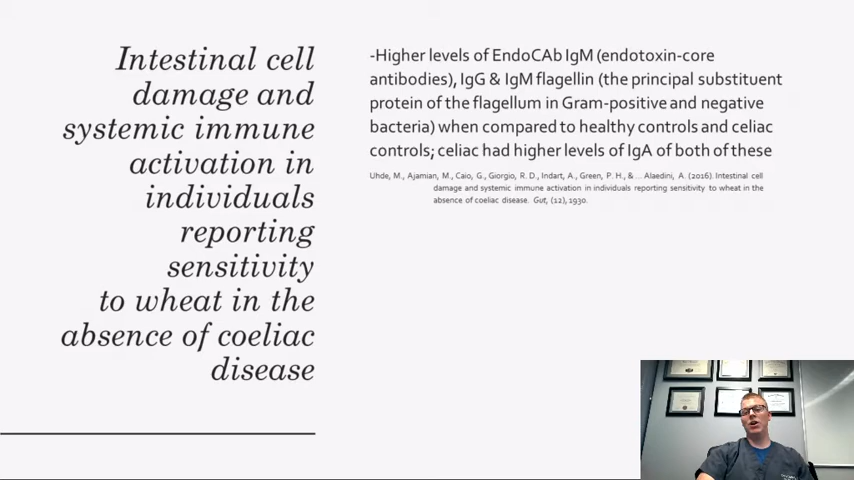 Intestinal cell
damage and
systemic immune
activation in
individuals
reporting
sensitivity
to wheat in the
absence of coeliac
disease
-Higher levels of EndoCAb IgM (endotoxin-core
antibodies), IgG & IgM flagellin (the principal substituent
protein of the flagellum in Gram-positive and negative
bacteria) when compared to healthy controls and celiac
controls; celiac had higher levels of IgA of both of these
Uhde, M., Ajamian, M., Caio, G., Giorgio, R. D., Indart, A., Green, P. H., & ... Alaedini, A. (2016). Intestinal cell
damage and systemic immune activation in individuals reporting sensitivity to wheat in the
absence of coeliac disease. Gut, (12), 1930.